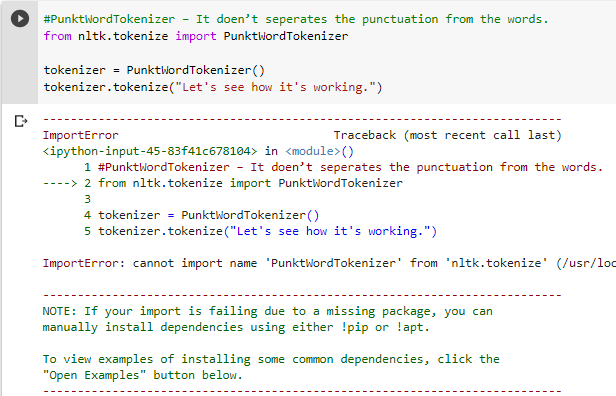 #PunktWordTokenizer – It doen’t seperates the punctuation from the words.
from nltk.tokenize import PunktWordTokenizer
tokenizer = PunktWordTokenizer()
tokenizer.tokenize("Let's see how it's working.")
---------------------------------------------------------------------------
ImportError                               Traceback (most recent call last)
<ipython-input-45-83f41c678104> in <module>()
      1 #PunktWordTokenizer – It doen’t seperates the punctuation from the words.
----> 2 from nltk.tokenize import PunktWordTokenizer
      3
      4 tokenizer = PunktWordTokenizer()
      5 tokenizer.tokenize("Let's see how it's working.")
ImportError: cannot import name 'PunktWordTokenizer' from 'nltk.tokenize' (/usr/loc
---------------------------------------------------------------------------
NOTE: If your import is failing due to a missing package, you can
manually install dependencies using either !pip or !apt.
To view examples of installing some common dependencies, click the
"Open Examples" button below.
---------------------------------------------------------------------------